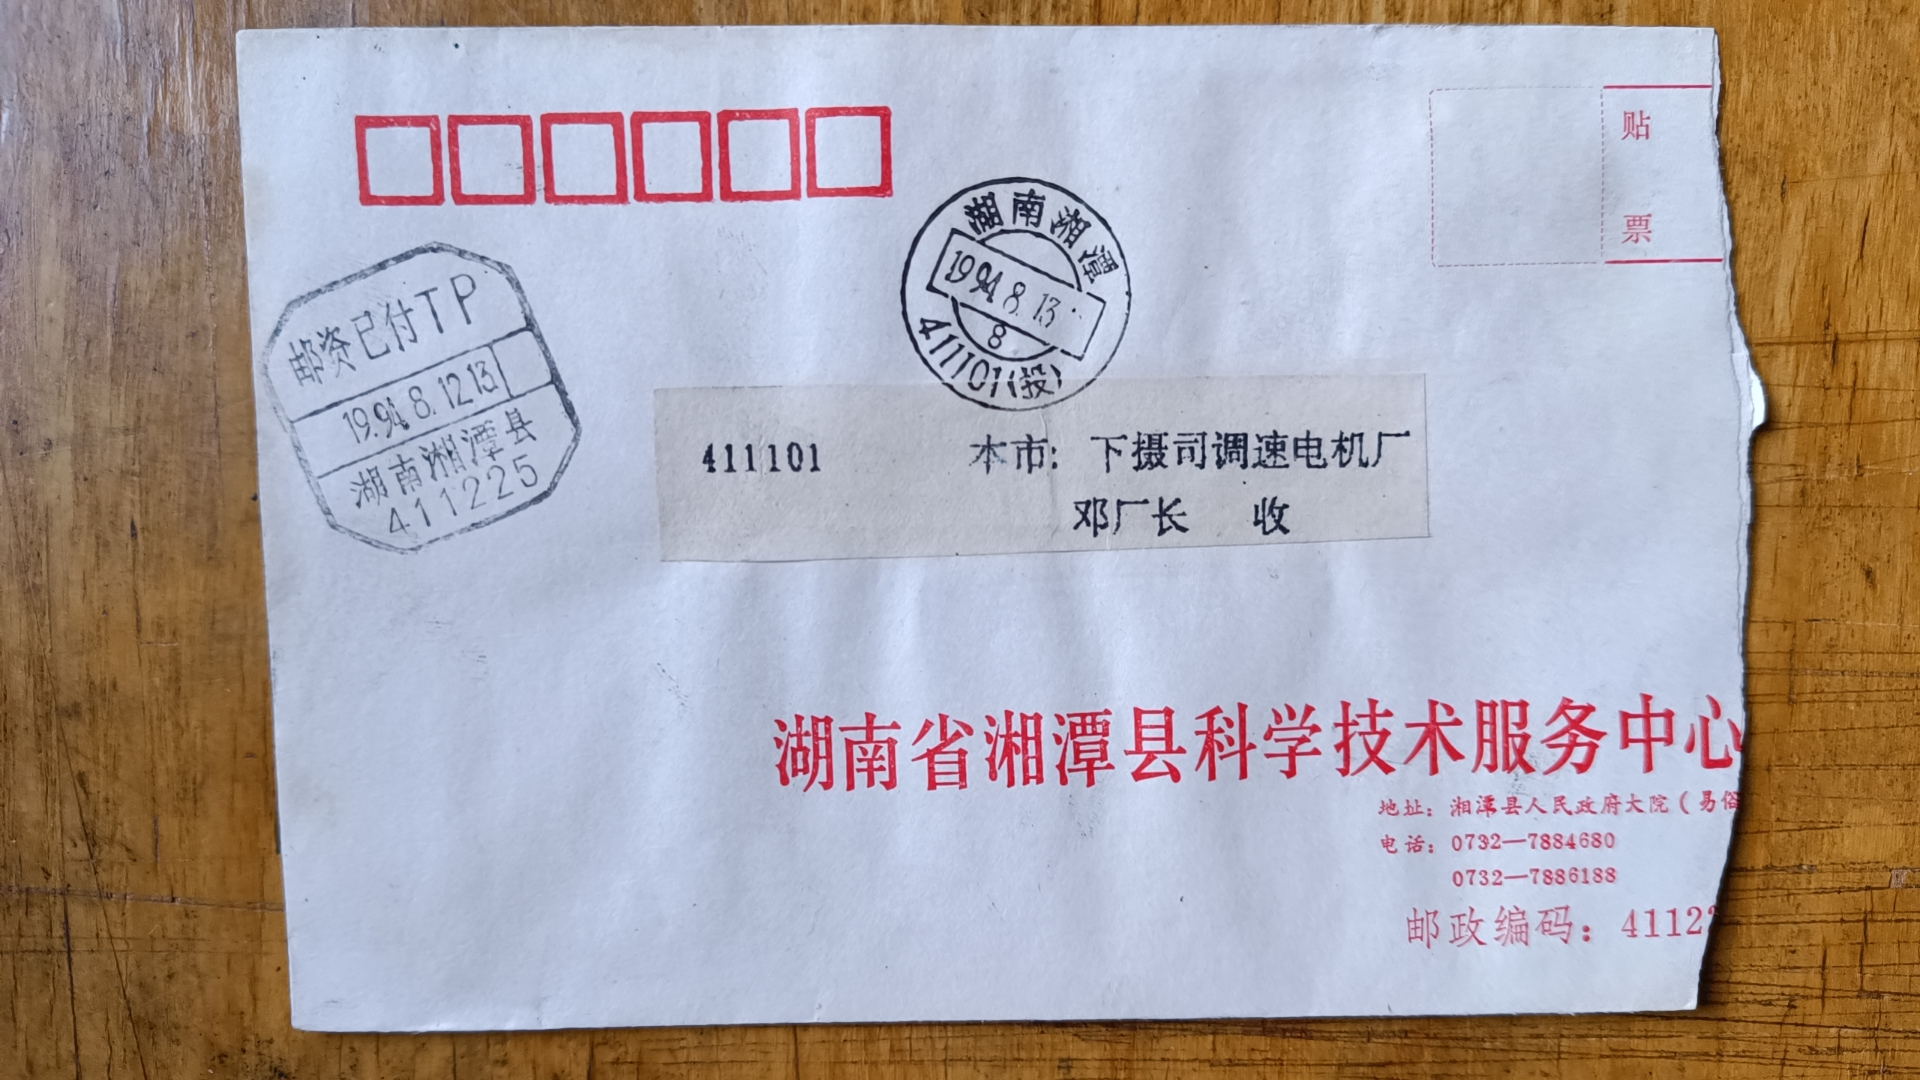 贴
票
湖南湘潭
1994.8.13
8
411101(投)
邮资已付TP
1994.8.12.13
湖南湘潭县
411225
411101 本市: 下摄司调速电机厂
邓厂长 收
湖南省湘潭县科学技术服务中心
地址：湘潭县人民政府大院（易俗
电话：0732—7884680
0732—7886188
邮政编码：4112